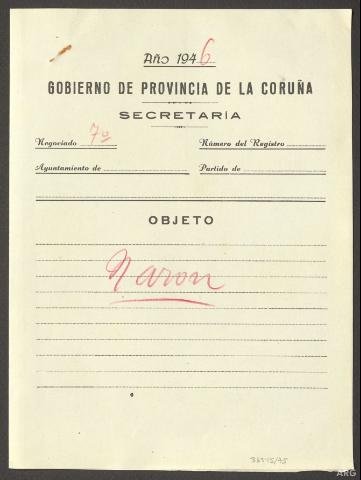 Año 1946
GOBIERNO DE PROVINCIA DE LA CORUÑA
SECRETARÍA
Negociado 7º Número del Registro
Ayuntamiento de Partido de
OBJETO
Naron
ARG